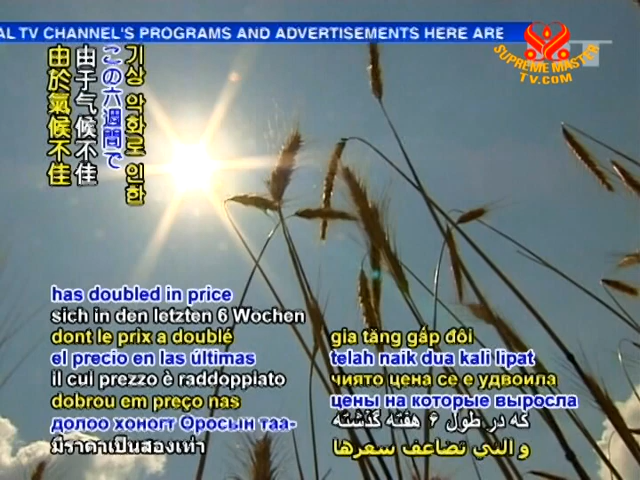 AL TV CHANNEL'S PROGRAMS AND ADVERTISEMENTS HERE ARE
SUPREME MASTER
TV.COM
기상 악화로 인한
この六週間で
由于气候不佳
由於氣候不佳
has doubled in price
sich in den letzten 6 Wochen
dont le prix a doublé
el precio en las últimas
il cui prezzo è raddoppiato
dobrou em preço nas
долоо хоногт Оросын таа-
มีราคาเป็นสองเท่า
gia tăng gấp đôi
telah naik dua kali lipat
чиято цена се е удвоила
цены на которые выросла
که در طول ۶ هفته گذشته
و التي تضاعف سعرها